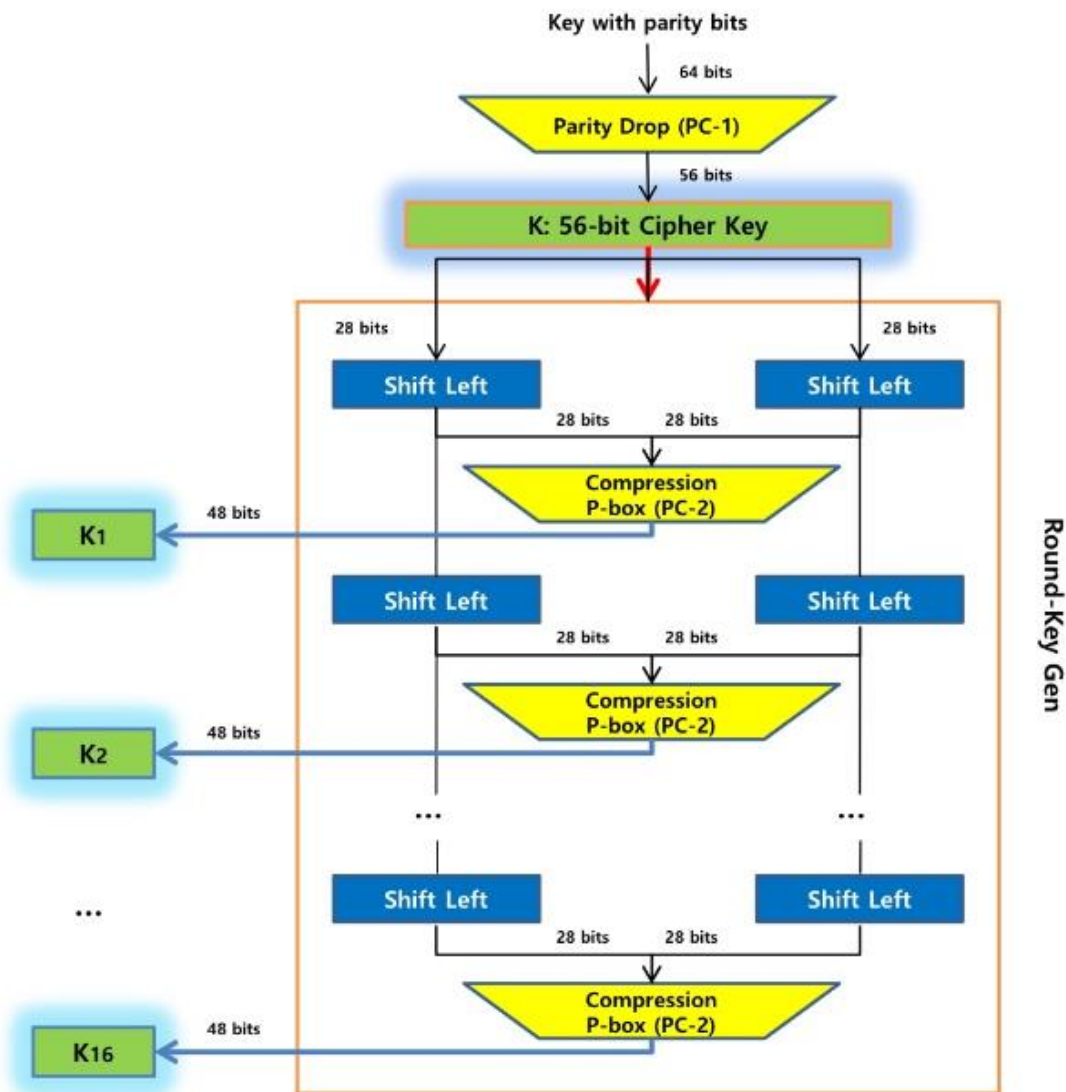 Key with parity bits
64 bits
Parity Drop (PC-1)
56 bits
K: 56-bit Cipher Key
28 bits
28 bits
Shift Left
Shift Left
28 bits
28 bits
Compression
P-box (PC-2)
48 bits
K1
Shift Left
Shift Left
28 bits
28 bits
Compression
P-box (PC-2)
48 bits
K2
...
...
Shift Left
Shift Left
...
28 bits
28 bits
Compression
P-box (PC-2)
48 bits
K16
Round-Key Gen